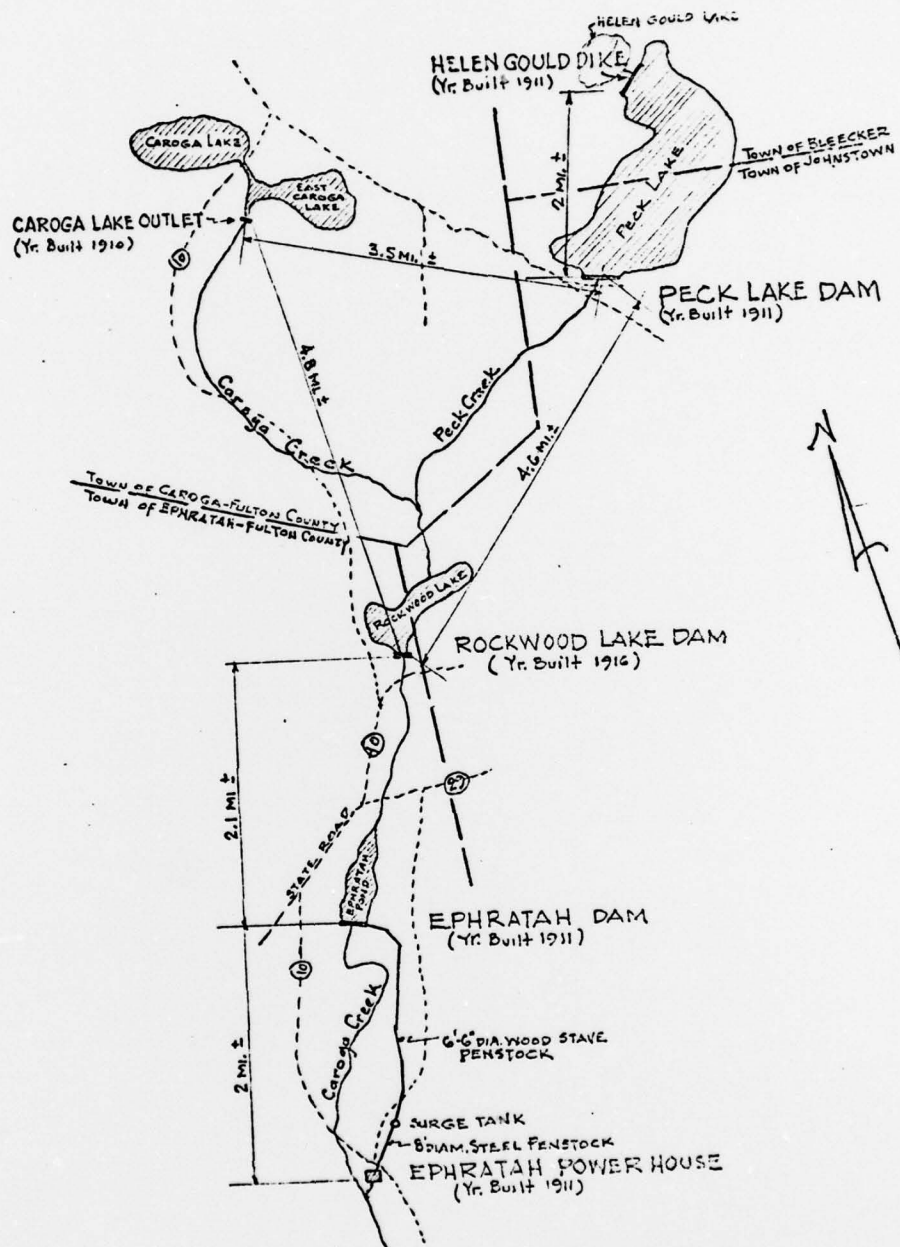 HELEN GOULD LAKE
HELEN GOULD DIKE
(Yr. Built 1911)
CAROGA LAKE
EAST
CAROGA
LAKE
2 MI. ±
TOWN OF BLEECKER
TOWN OF JOHNSTOWN
PECK LAKE
CAROGA LAKE OUTLET
(Yr. Built 1910)
10
3.5 MI. ±
PECK LAKE DAM
(Yr. Built 1911)
4.8 MI. ±
Caroga Creek
Peck Creek
4.6 MI. ±
N
TOWN OF CAROGA-FULTON COUNTY
TOWN OF EPHRATAH-FULTON COUNTY
ROCKWOOD LAKE
ROCKWOOD LAKE DAM
(Yr. Built 1916)
10
2.1 MI ±
29
STATE ROAD
EPHRATAH
POND
EPHRATAH DAM
(Yr. Built 1911)
10
Caroga Creek
2 MI. ±
6'-6" DIA. WOOD STAVE
PENSTOCK
SURGE TANK
8' DIAM. STEEL PENSTOCK
EPHRATAH POWER HOUSE
(Yr. Built 1911)